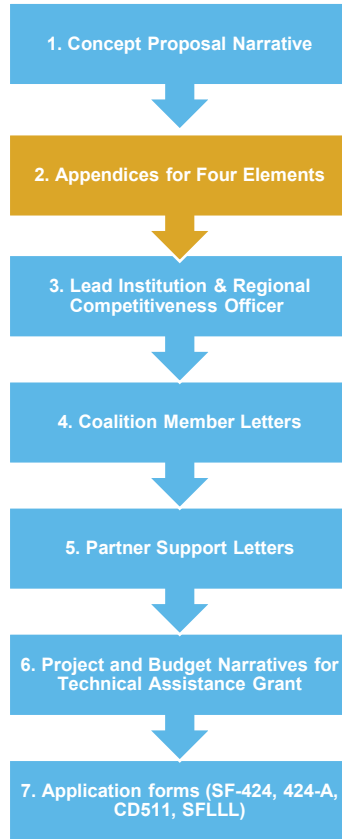 1. Concept Proposal Narrative
2. Appendices for Four Elements
3. Lead Institution & Regional
Competitiveness Officer
4. Coalition Member Letters
5. Partner Support Letters
6. Project and Budget Narratives for
Technical Assistance Grant
7. Application forms (SF-424, 424-A,
CD511, SFLLL)